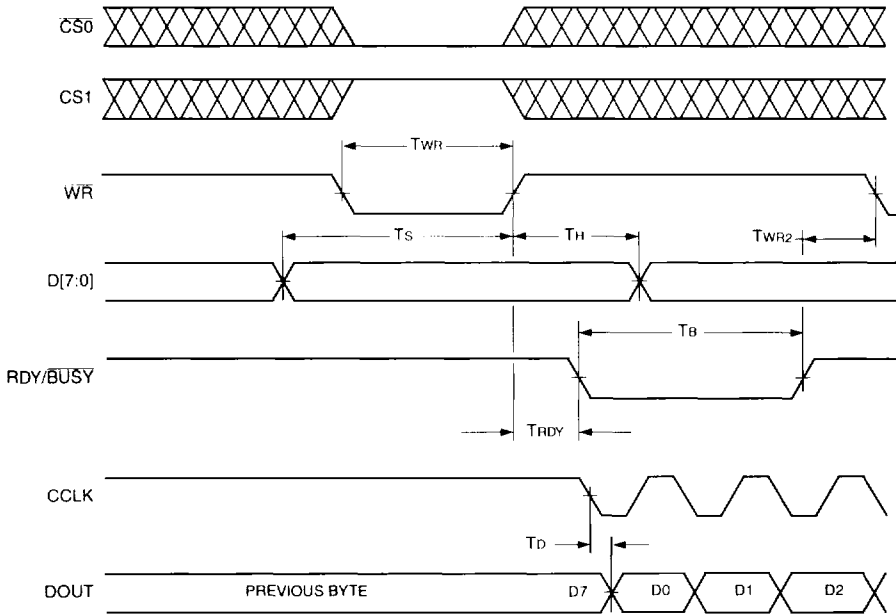 CS0
CS1
TWR
WR
TS
TH
TWR2
D[7:0]
TB
RDY/BUSY
TRDY
CCLK
TD
DOUT PREVIOUS BYTE D7 D0 D1 D2